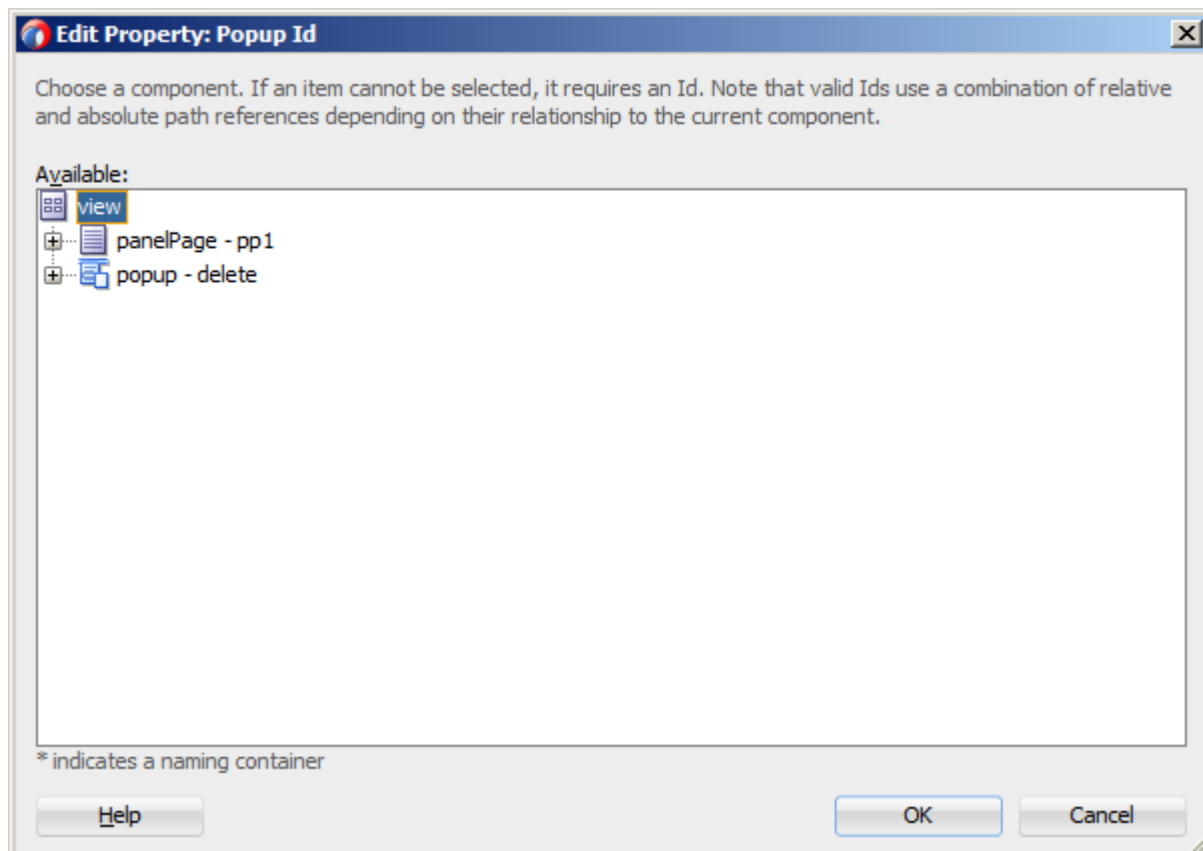 Edit Property: Popup Id
Choose a component. If an item cannot be selected, it requires an Id. Note that valid Ids use a combination of relative
and absolute path references depending on their relationship to the current component.
Available:
view
panelPage - pp1
popup - delete
* indicates a naming container
Help
OK
Cancel